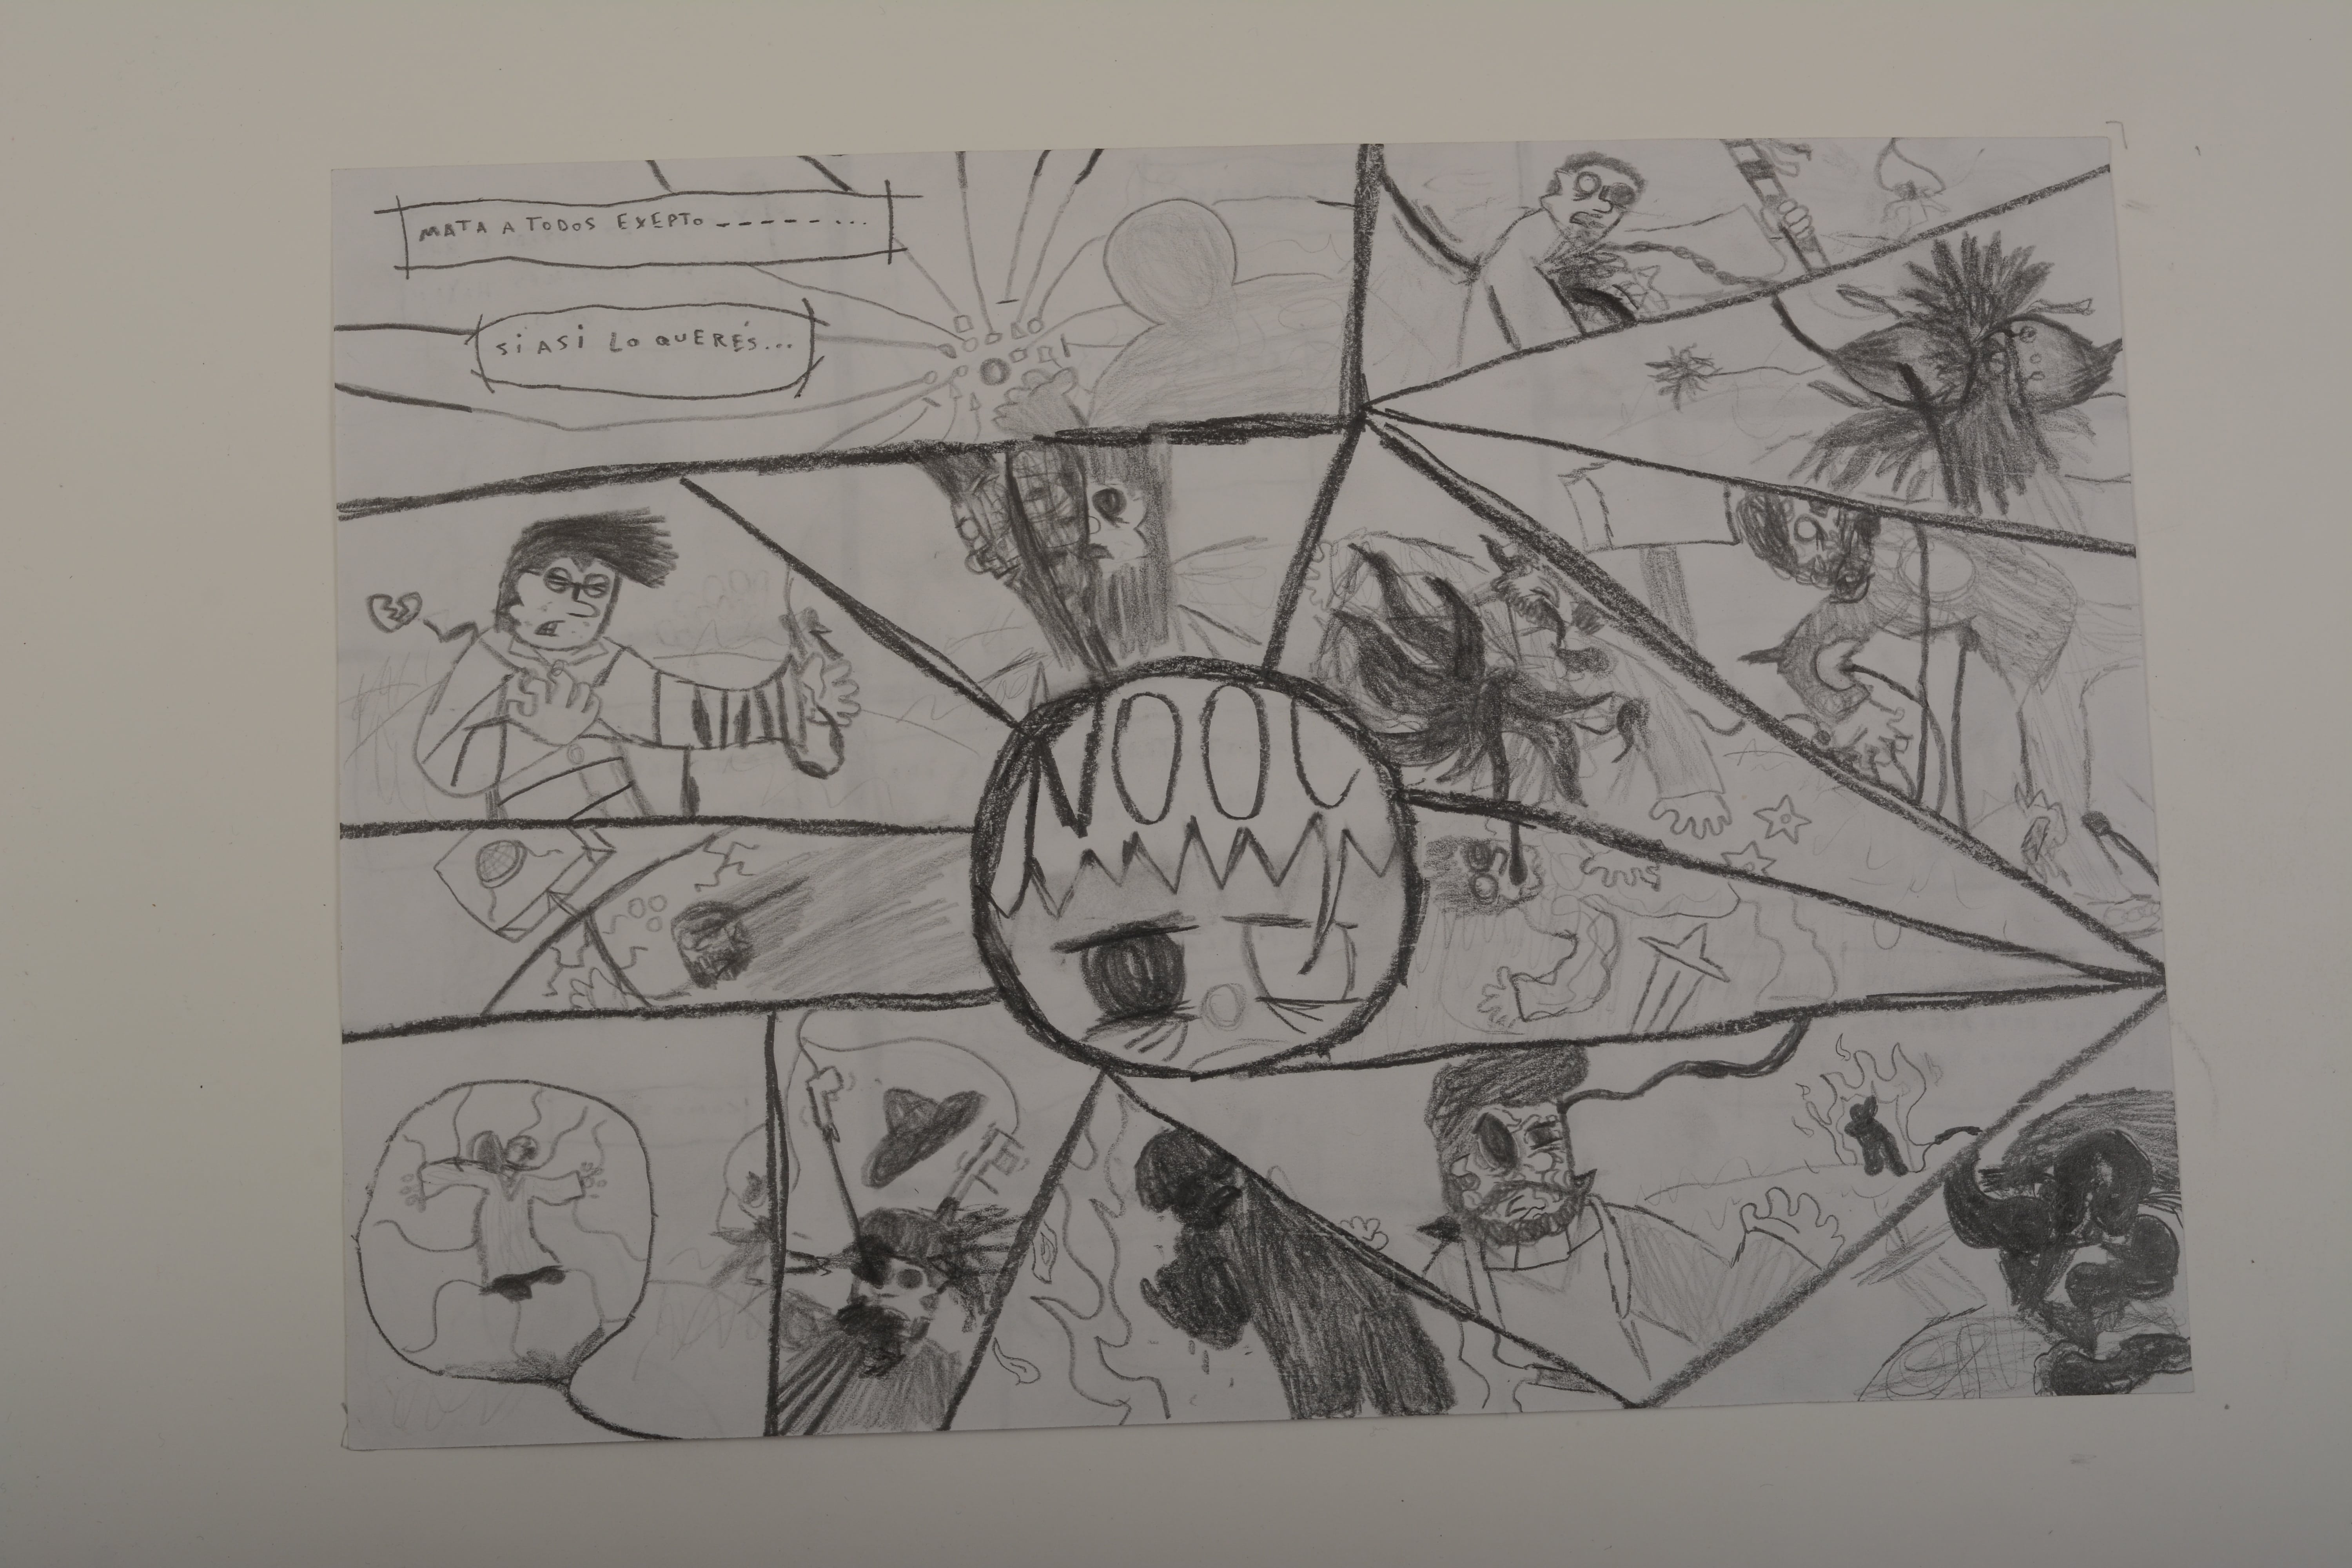 MATA A TODOS EXEPTO ------...
SI ASI LO QUERÉS...
NOOO